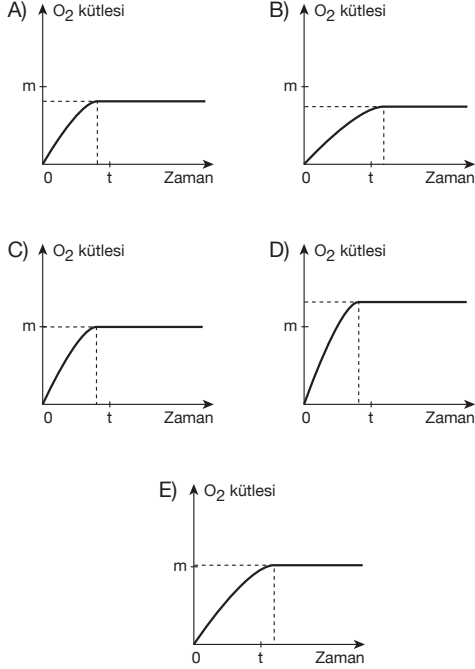 A) O₂ kütlesi
m
0 t Zaman
B) O₂ kütlesi
m
0 t Zaman
C) O₂ kütlesi
m
0 t Zaman
D) O₂ kütlesi
m
0 t Zaman
E) O₂ kütlesi
m
0 t Zaman